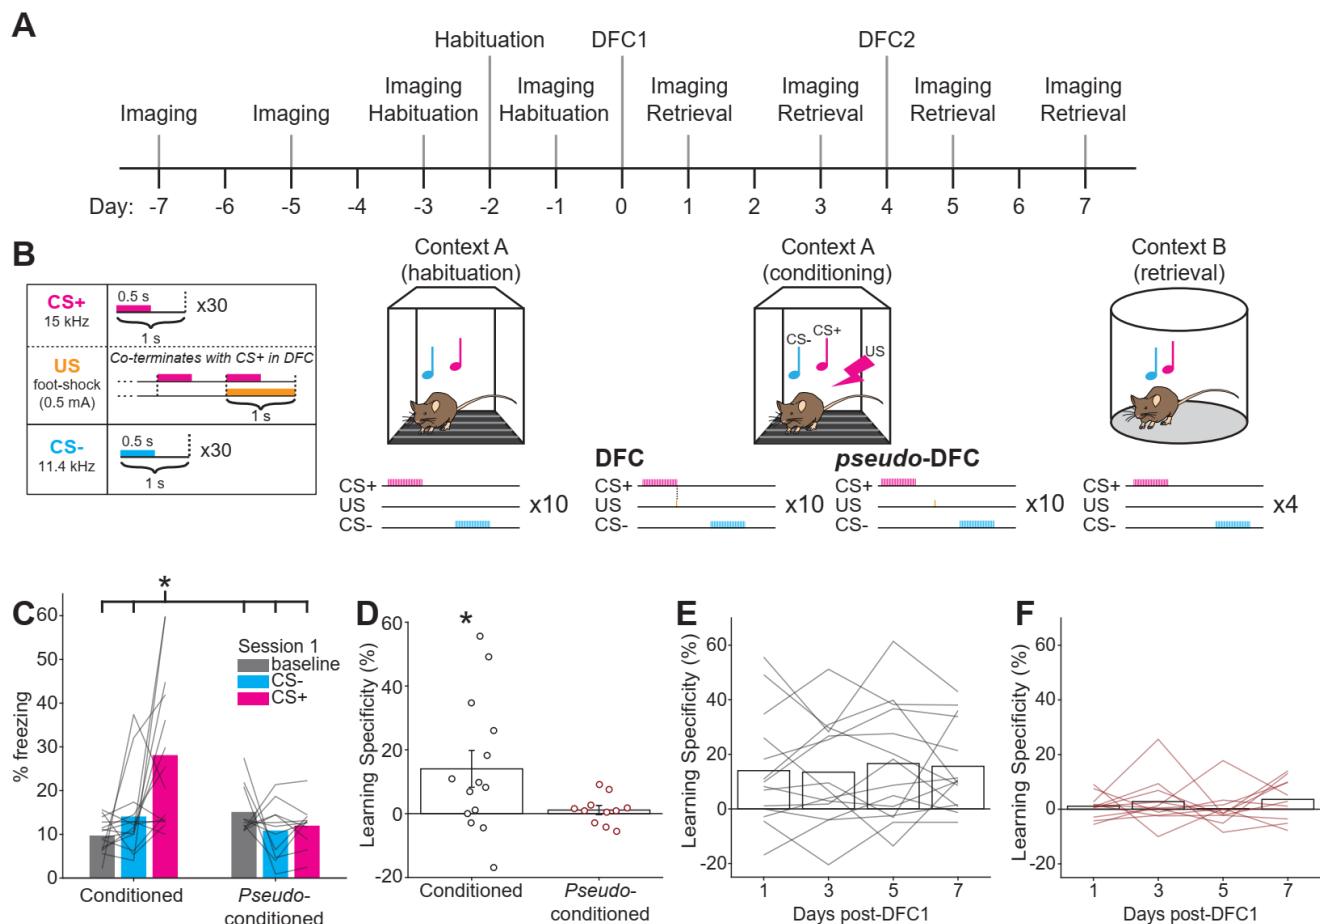 A
Habituation
DFC1
DFC2
Imaging
Imaging
Imaging
Habituation
Imaging
Habituation
Imaging
Retrieval
Imaging
Retrieval
Imaging
Retrieval
Imaging
Retrieval
Day: -7 -6 -5 -4 -3 -2 -1 0 1 2 3 4 5 6 7
B
CS+
15 kHz
0.5 s
x30
1 s
US
foot-shock
(0.5 mA)
Co-terminates with CS+ in DFC
1s
CS-
11.4 kHz
0.5 s
x30
1 s
Context A
(habituation)
Context A
(conditioning)
CS-
CS+
US
Context B
(retrieval)
CS+
US
CS-
x10
DFC
CS+
US
CS-
x10
pseudo-DFC
CS+
US
CS-
x10
CS+
US
CS-
x4
C
*
% freezing
60
50
40
30
20
10
0
Session 1
baseline
CS-
CS+
Conditioned
Pseudo-
conditioned
D
*
Learning Specificity (%)
60
40
20
0
-20
Conditioned
Pseudo-
conditioned
E
Learning Specificity (%)
60
40
20
0
-20
1 3 5 7
Days post-DFC1
F
Learning Specificity (%)
60
40
20
0
-20
1 3 5 7
Days post-DFC1